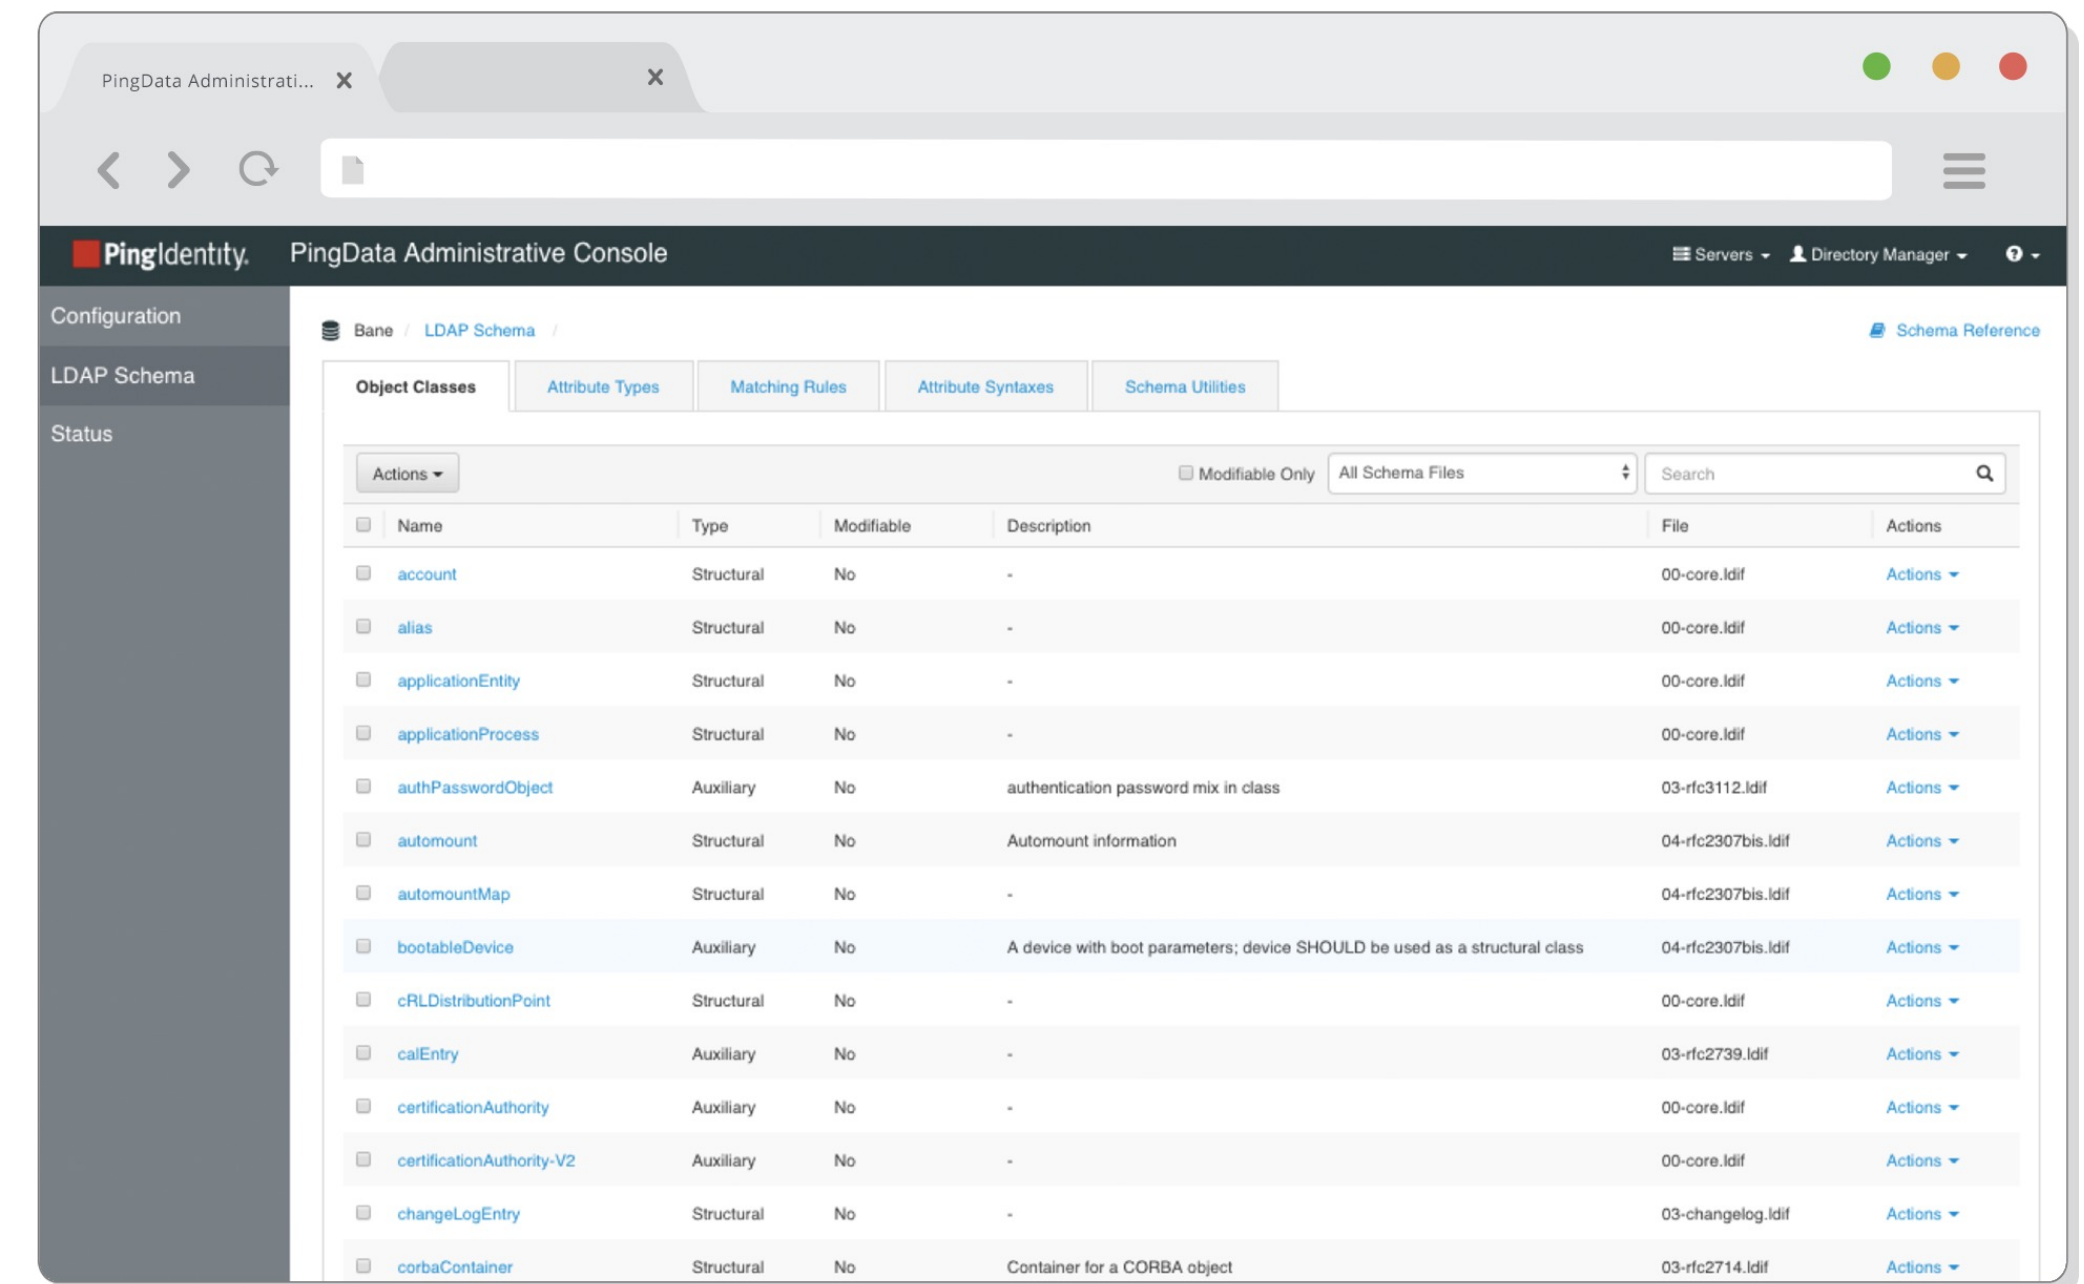 PingData Administrati...
PingIdentity. PingData Administrative Console Servers Directory Manager
Configuration
LDAP Schema
Status
Bane / LDAP Schema / Schema Reference
Object Classes Attribute Types Matching Rules Attribute Syntaxes Schema Utilities
Actions Modifiable Only All Schema Files Search
Name Type Modifiable Description File Actions
account Structural No - 00-core.ldif Actions
alias Structural No - 00-core.ldif Actions
applicationEntity Structural No - 00-core.ldif Actions
applicationProcess Structural No - 00-core.ldif Actions
authPasswordObject Auxiliary No authentication password mix in class 03-rfc3112.ldif Actions
automount Structural No Automount information 04-rfc2307bis.ldif Actions
automountMap Structural No - 04-rfc2307bis.ldif Actions
bootableDevice Auxiliary No A device with boot parameters; device SHOULD be used as a structural class 04-rfc2307bis.ldif Actions
cRLDistributionPoint Structural No - 00-core.ldif Actions
calEntry Auxiliary No - 03-rfc2739.ldif Actions
certificationAuthority Auxiliary No - 00-core.ldif Actions
certificationAuthority-V2 Auxiliary No - 00-core.ldif Actions
changeLogEntry Structural No - 03-changelog.ldif Actions
corbaContainer Structural No Container for a CORBA object 03-rfc2714.ldif Actions